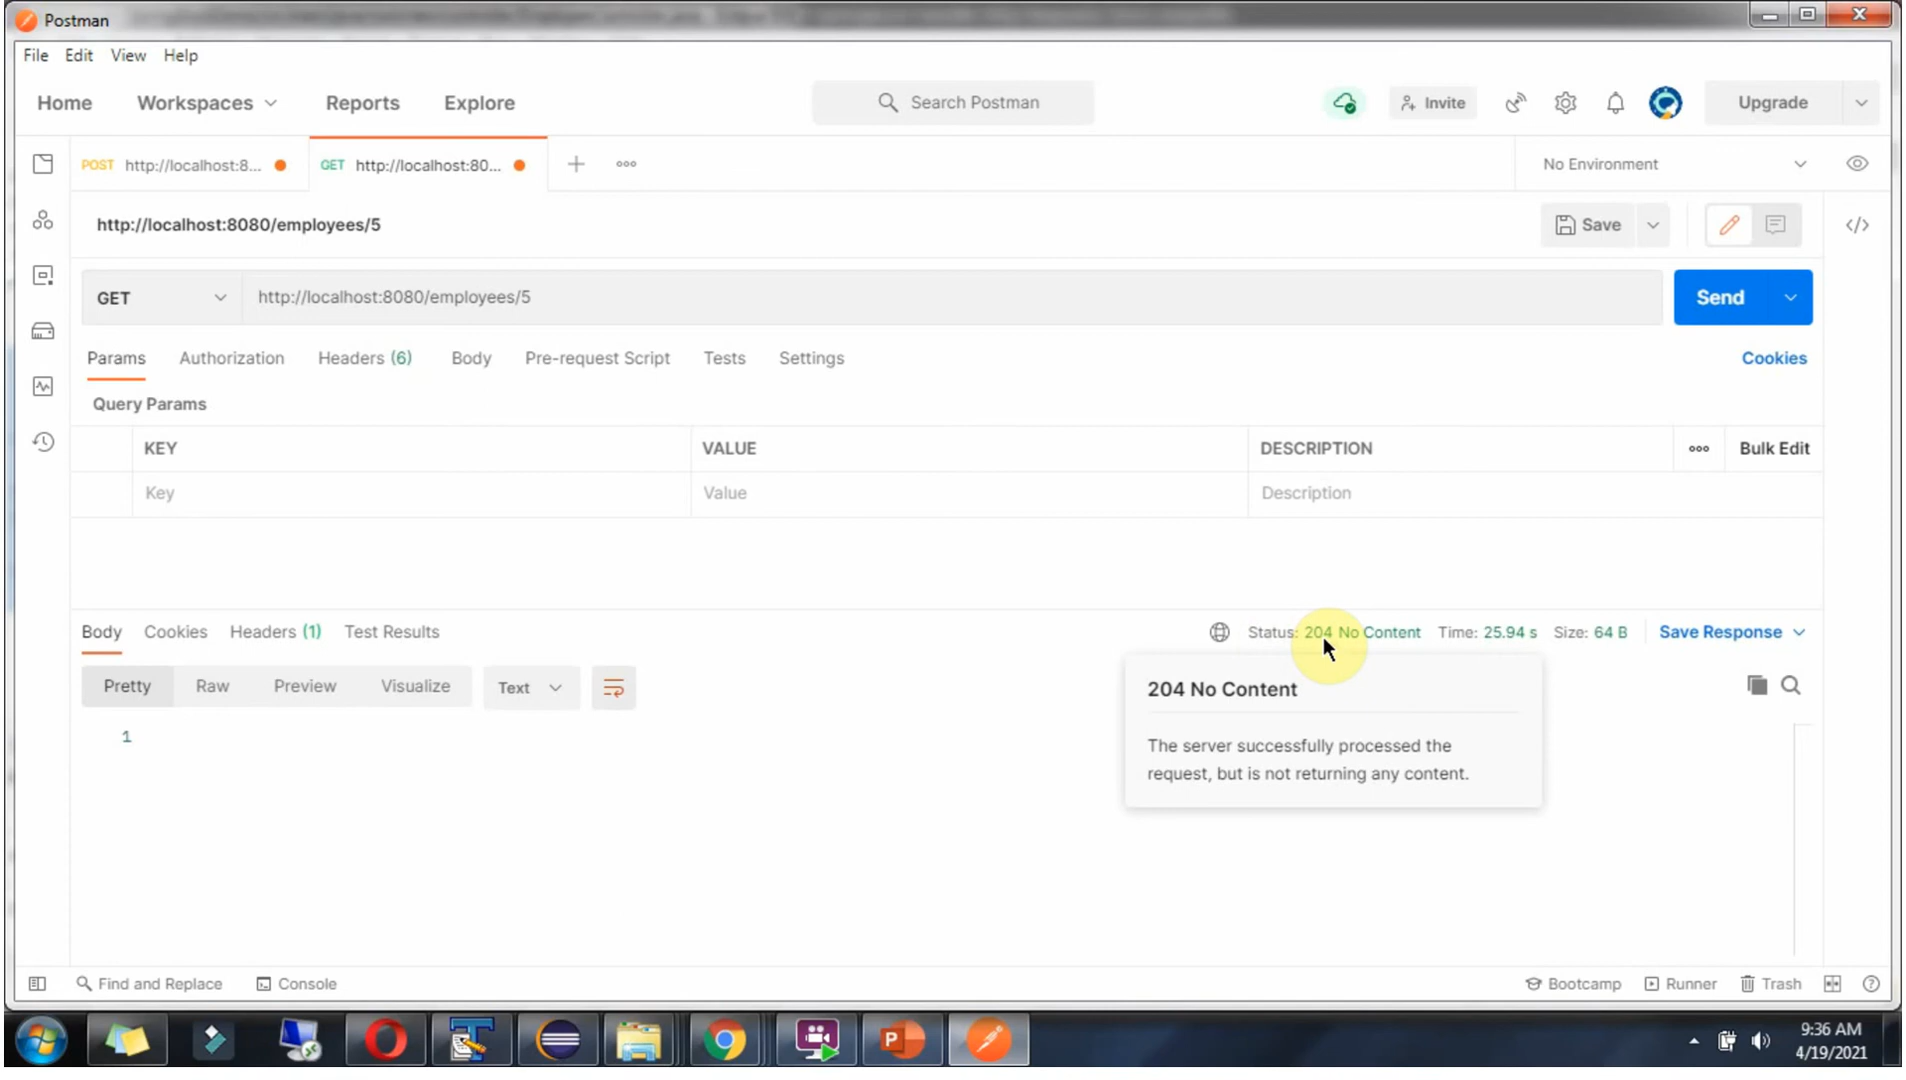 Postman
File Edit View Help
Home Workspaces Reports Explore Search Postman Invite Upgrade
POST http://localhost:8... GET http://localhost:80... No Environment
http://localhost:8080/employees/5 Save
GET http://localhost:8080/employees/5 Send
Params Authorization Headers (6) Body Pre-request Script Tests Settings Cookies
Query Params
KEY VALUE DESCRIPTION Bulk Edit
Key Value Description
Body Cookies Headers (1) Test Results Status: 204 No Content Time: 25.94 s Size: 64 B Save Response
Pretty Raw Preview Visualize Text
204 No Content
1
The server successfully processed the
request, but is not returning any content.
Find and Replace Console Bootcamp Runner Trash
9:36 AM
4/19/2021